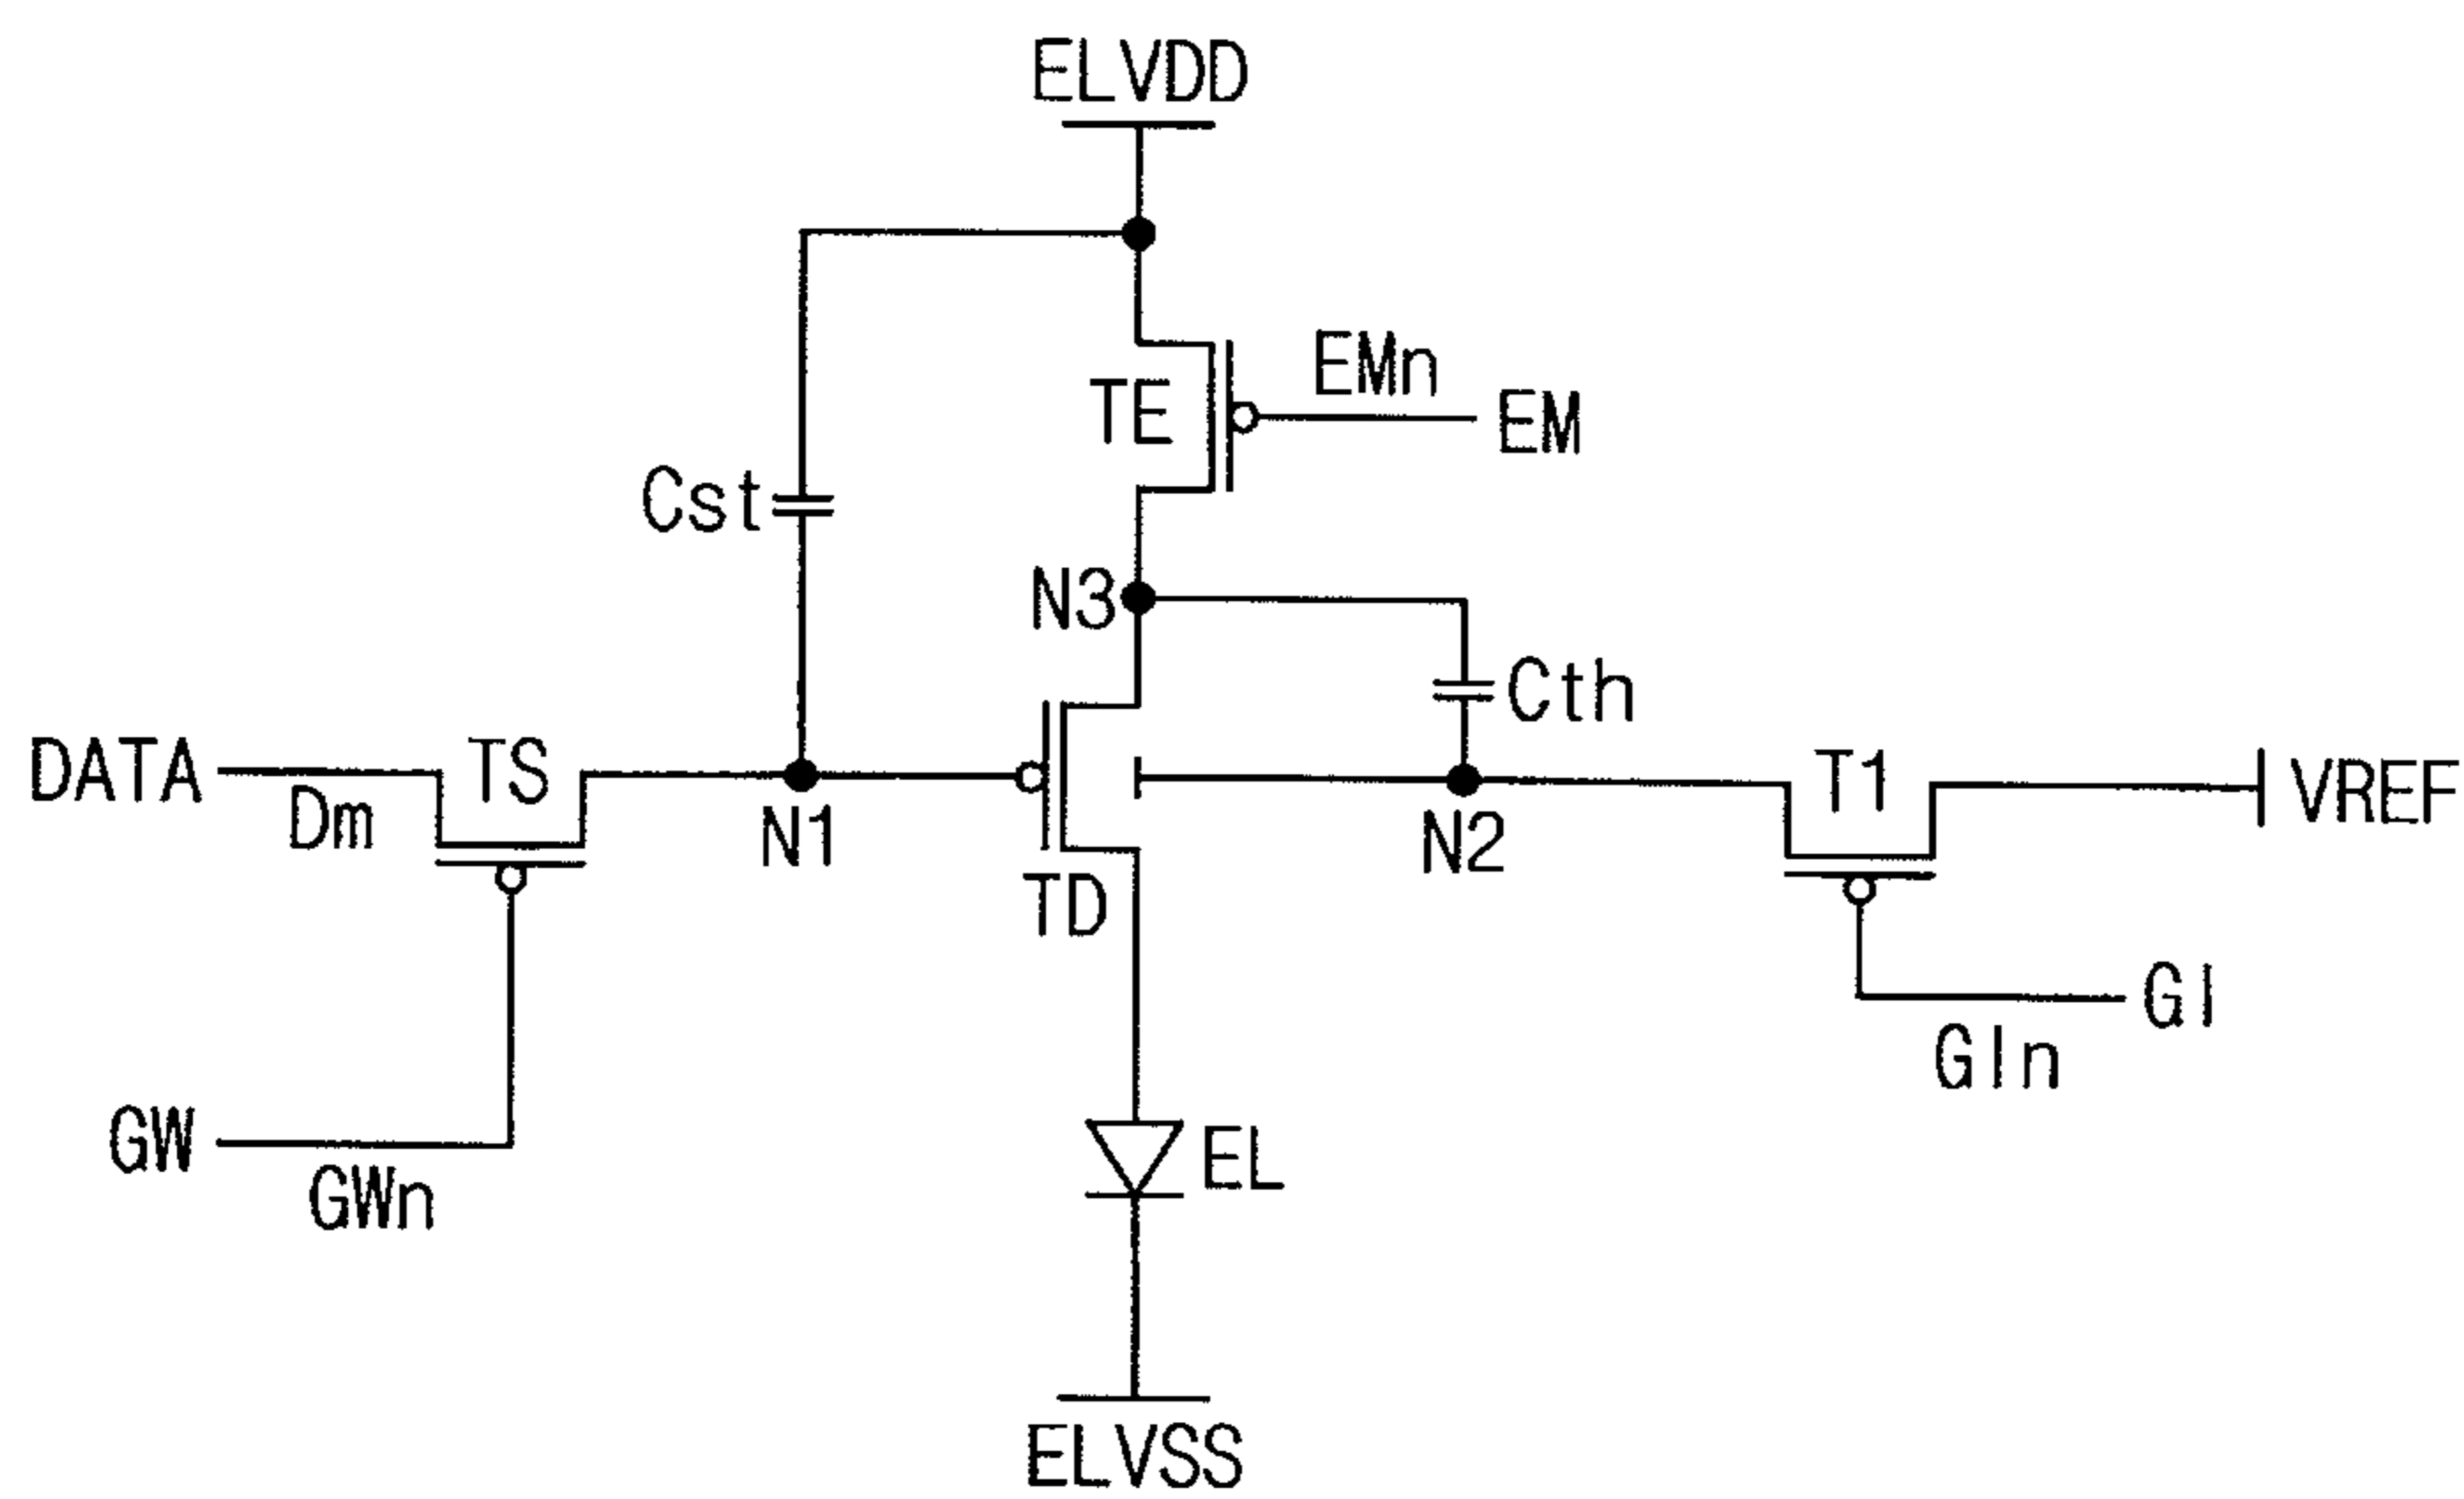 ELVDD
EMn
TE
EM
Cst
N3
Cth
DATA
TS
T1
VREF
Dm
N1
N2
TD
GI
GIn
GW
EL
GWn
ELVSS